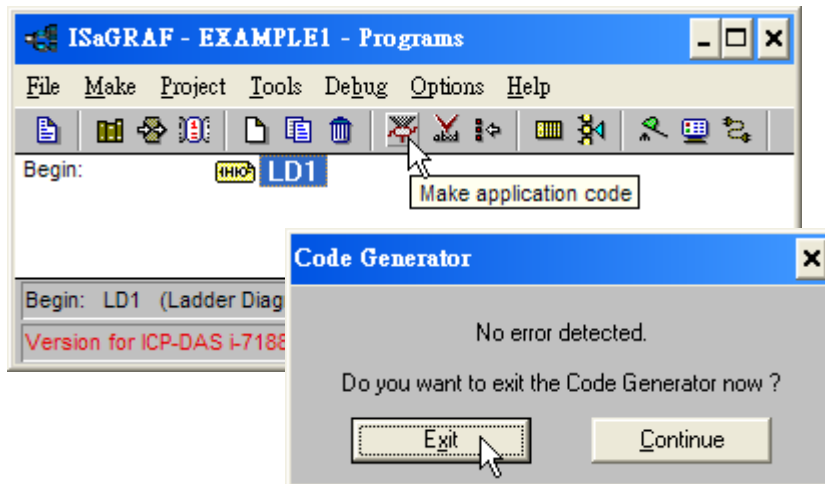 ISaGRAF - EXAMPLE1 - Programs
File Make Project Tools Debug Options Help
Begin: LD1
Make application code
Code Generator
Begin: LD1 (Ladder Diag
Version for ICP-DAS i-7188
No error detected.
Do you want to exit the Code Generator now ?
Exit Continue